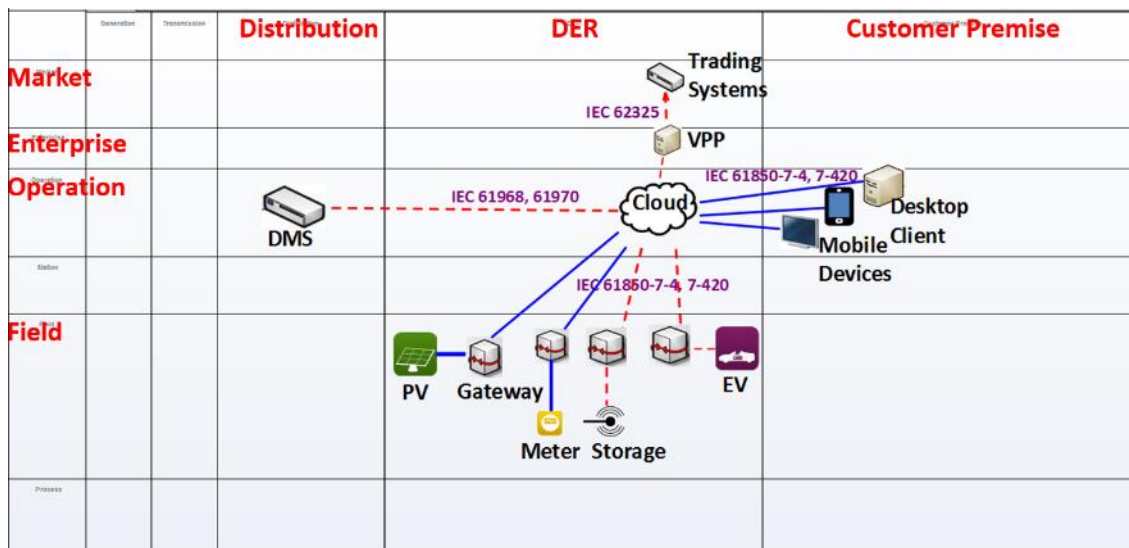 Generation
Transmission
Distribution
DER
Customer Premise
Market
Trading
Systems
IEC 62325
Enterprise
VPP
Operation
IEC 61850-7-4, 7-420
IEC 61968, 61970
Cloud
Desktop
Client
DMS
Mobile
Devices
Station
IEC 61850-7-4, 7-420
Field
PV
Gateway
EV
Meter
Storage
Process